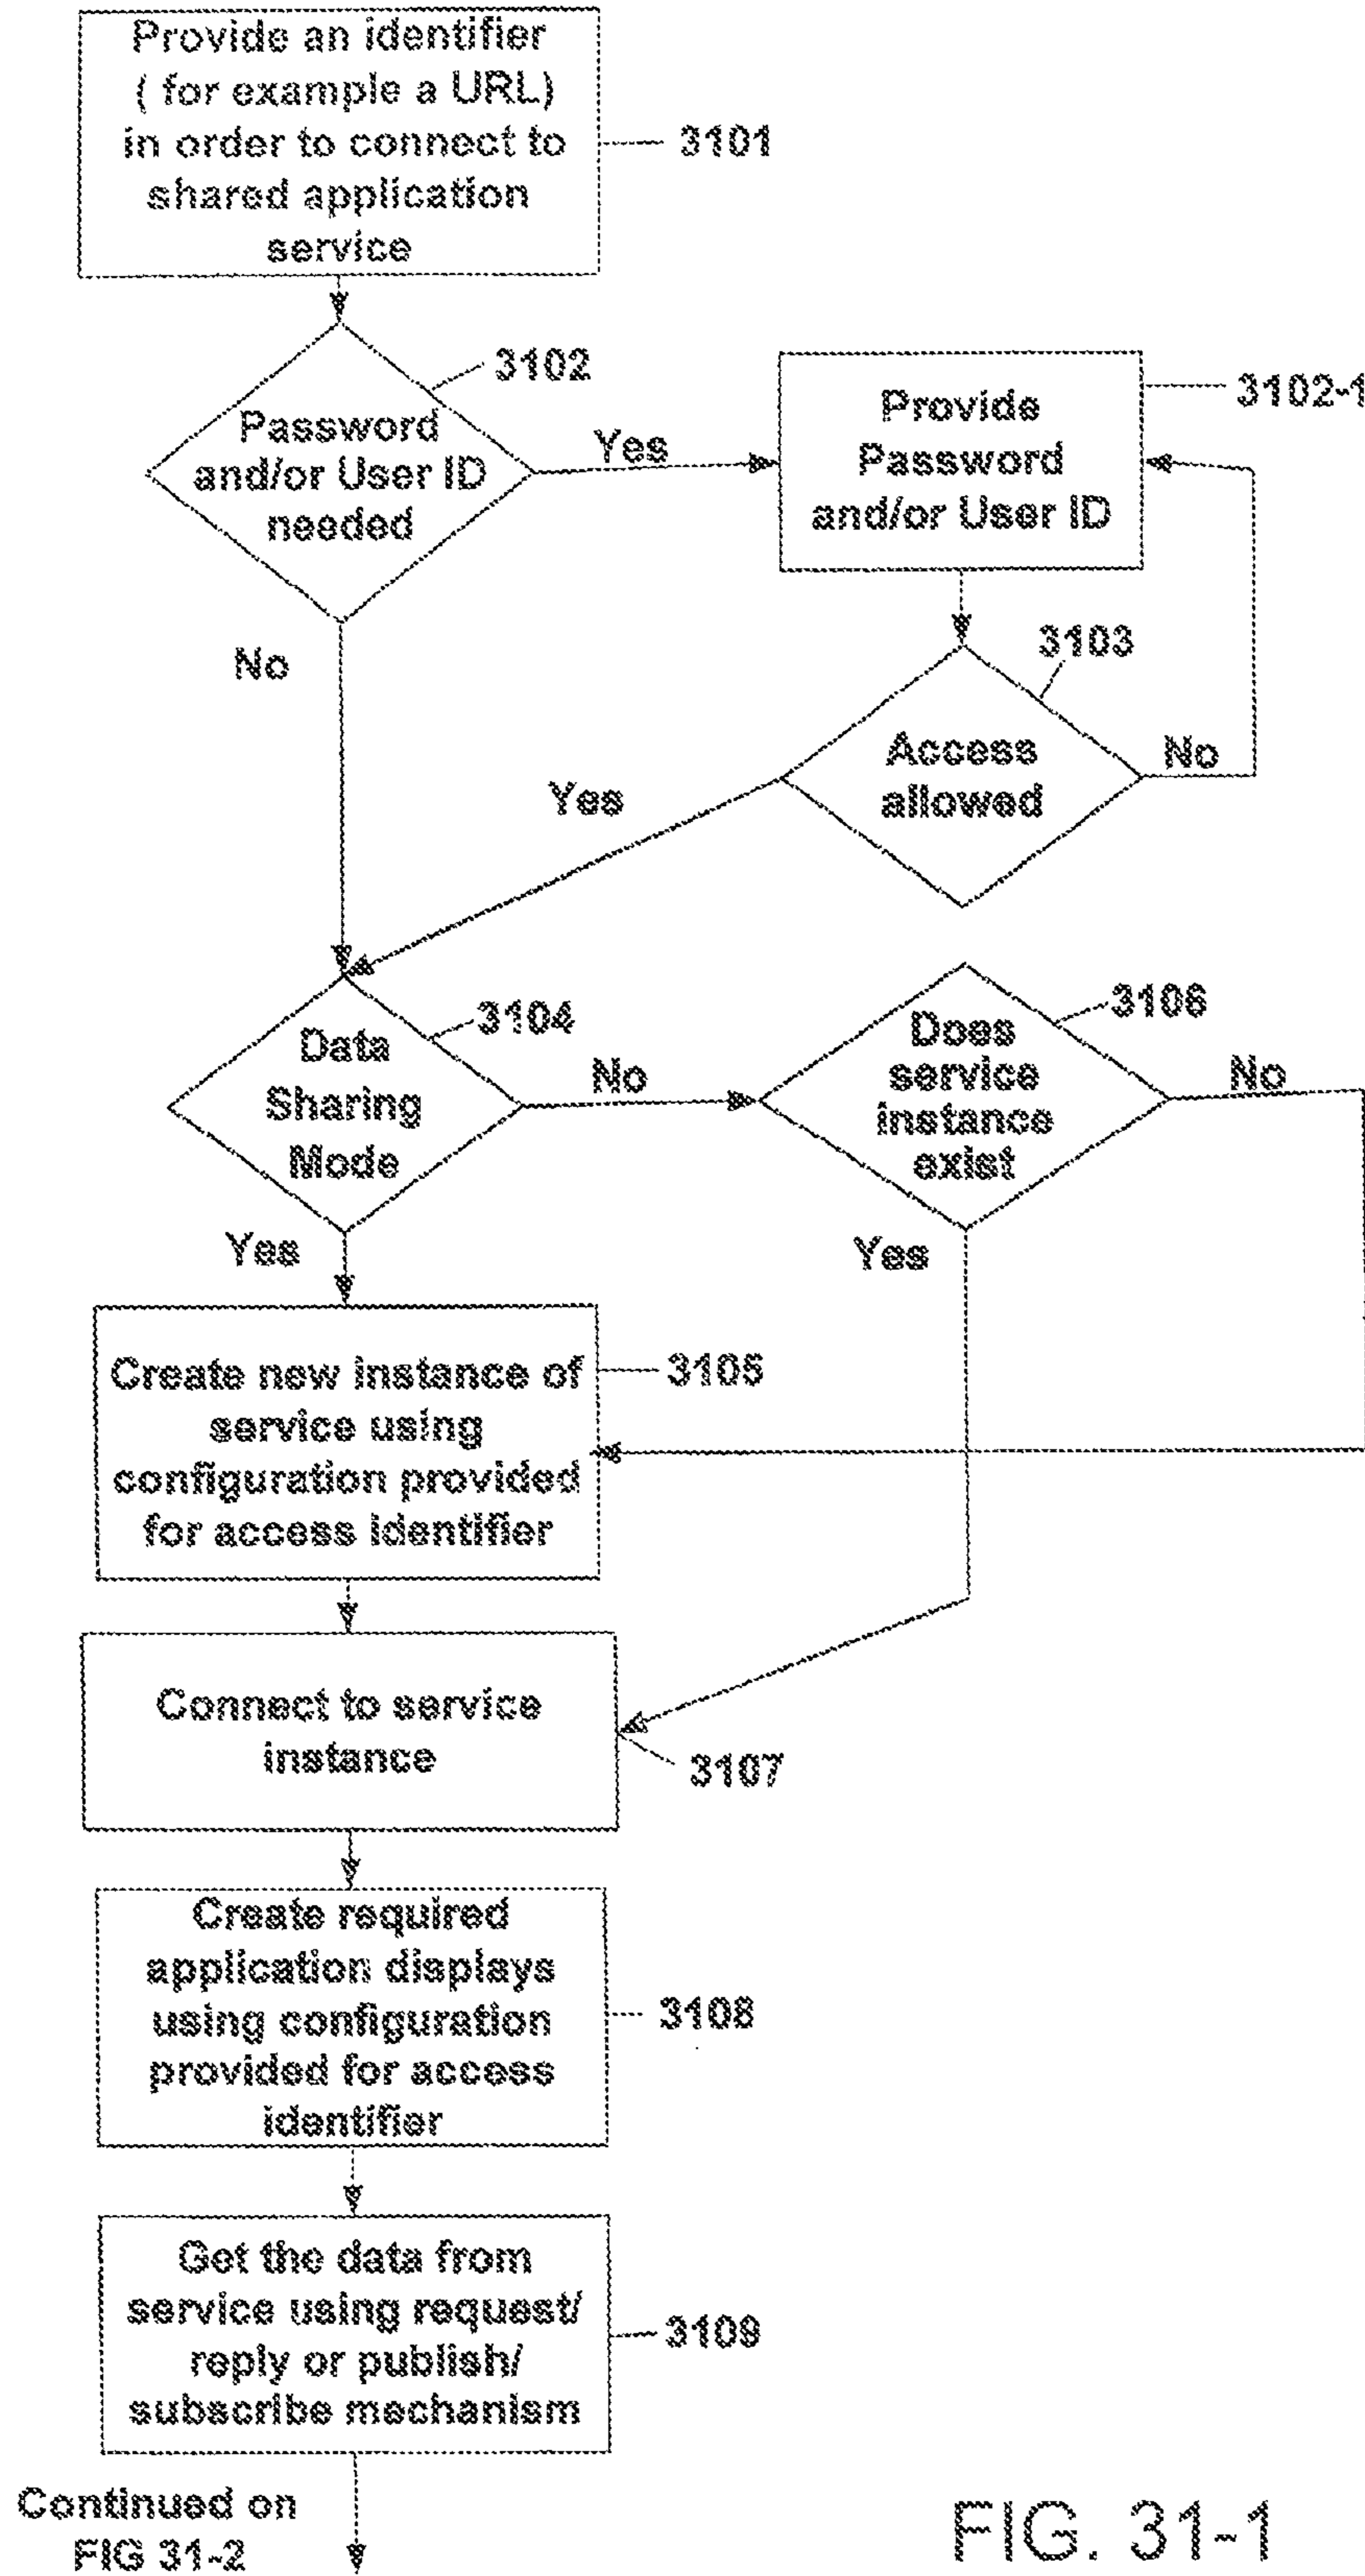 Provide an identifier
( for example a URL)
in order to connect to
shared application
service
3101
3102
Password
and/or User ID
needed
Yes
No
Provide
Password
and/or User ID
3102-1
3103
Access
allowed
No
Yes
3104
Data
Sharing
Mode
No
Yes
3106
Does
service
instance
exist
No
Yes
Create new instance of
service using
configuration provided
for access identifier
3105
Connect to service
instance
3107
Create required
application displays
using configuration
provided for access
identifier
3108
Get the data from
service using request/
reply or publish/
subscribe mechanism
3109
Continued on
FIG 31-2
FIG. 31-1